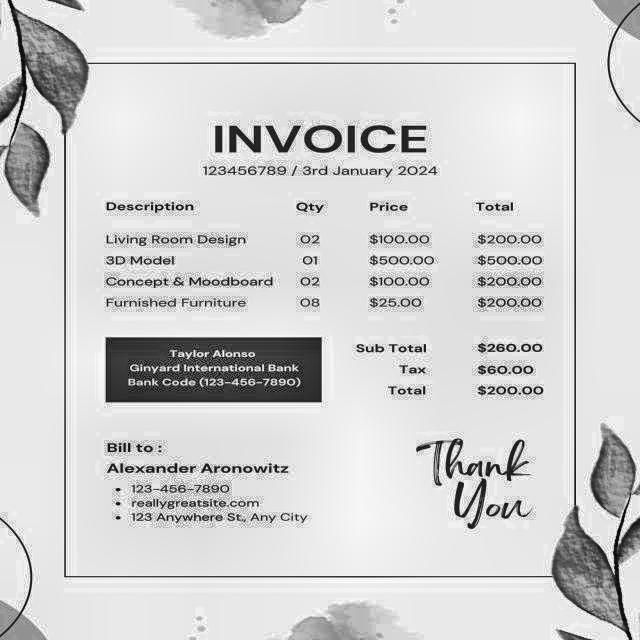 INVOICE
123456789 / 3rd January 2024
Description Qty Price Total
Living Room Design 02 $100.00 $200.00
3D Model 01 $500.00 $500.00
Concept & Moodboard 02 $100.00 $200.00
Furnished Furniture 08 $25.00 $200.00
Taylor Alonso
Ginyard International Bank
Bank Code (123-456-7890)
Sub Total $260.00
Tax $60.00
Total $200.00
Bill to :
Alexander Aronowitz
• 123-456-7890
• reallygreatsite.com
• 123 Anywhere St., Any City
Thank
You